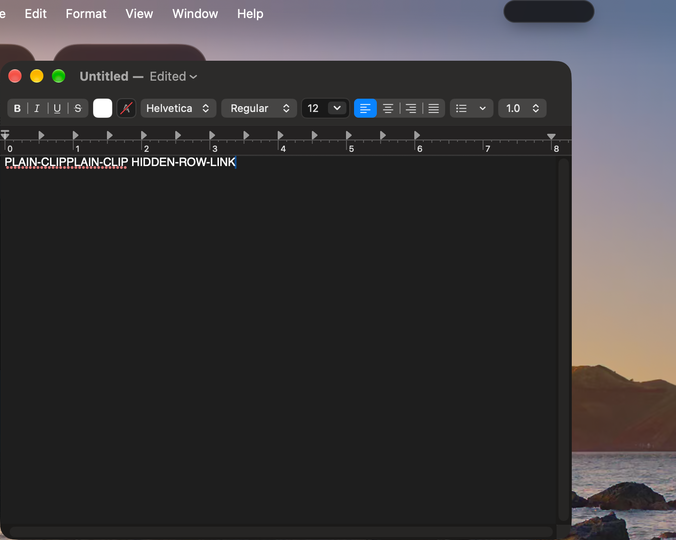 Edit Format View Window Help
Untitled — Edited
B I U S A Helvetica Regular 12 1.0
0 1 2 3 4 5 6 7 8
PLAIN-CLIPPLAIN-CLIP HIDDEN-ROW-LINK